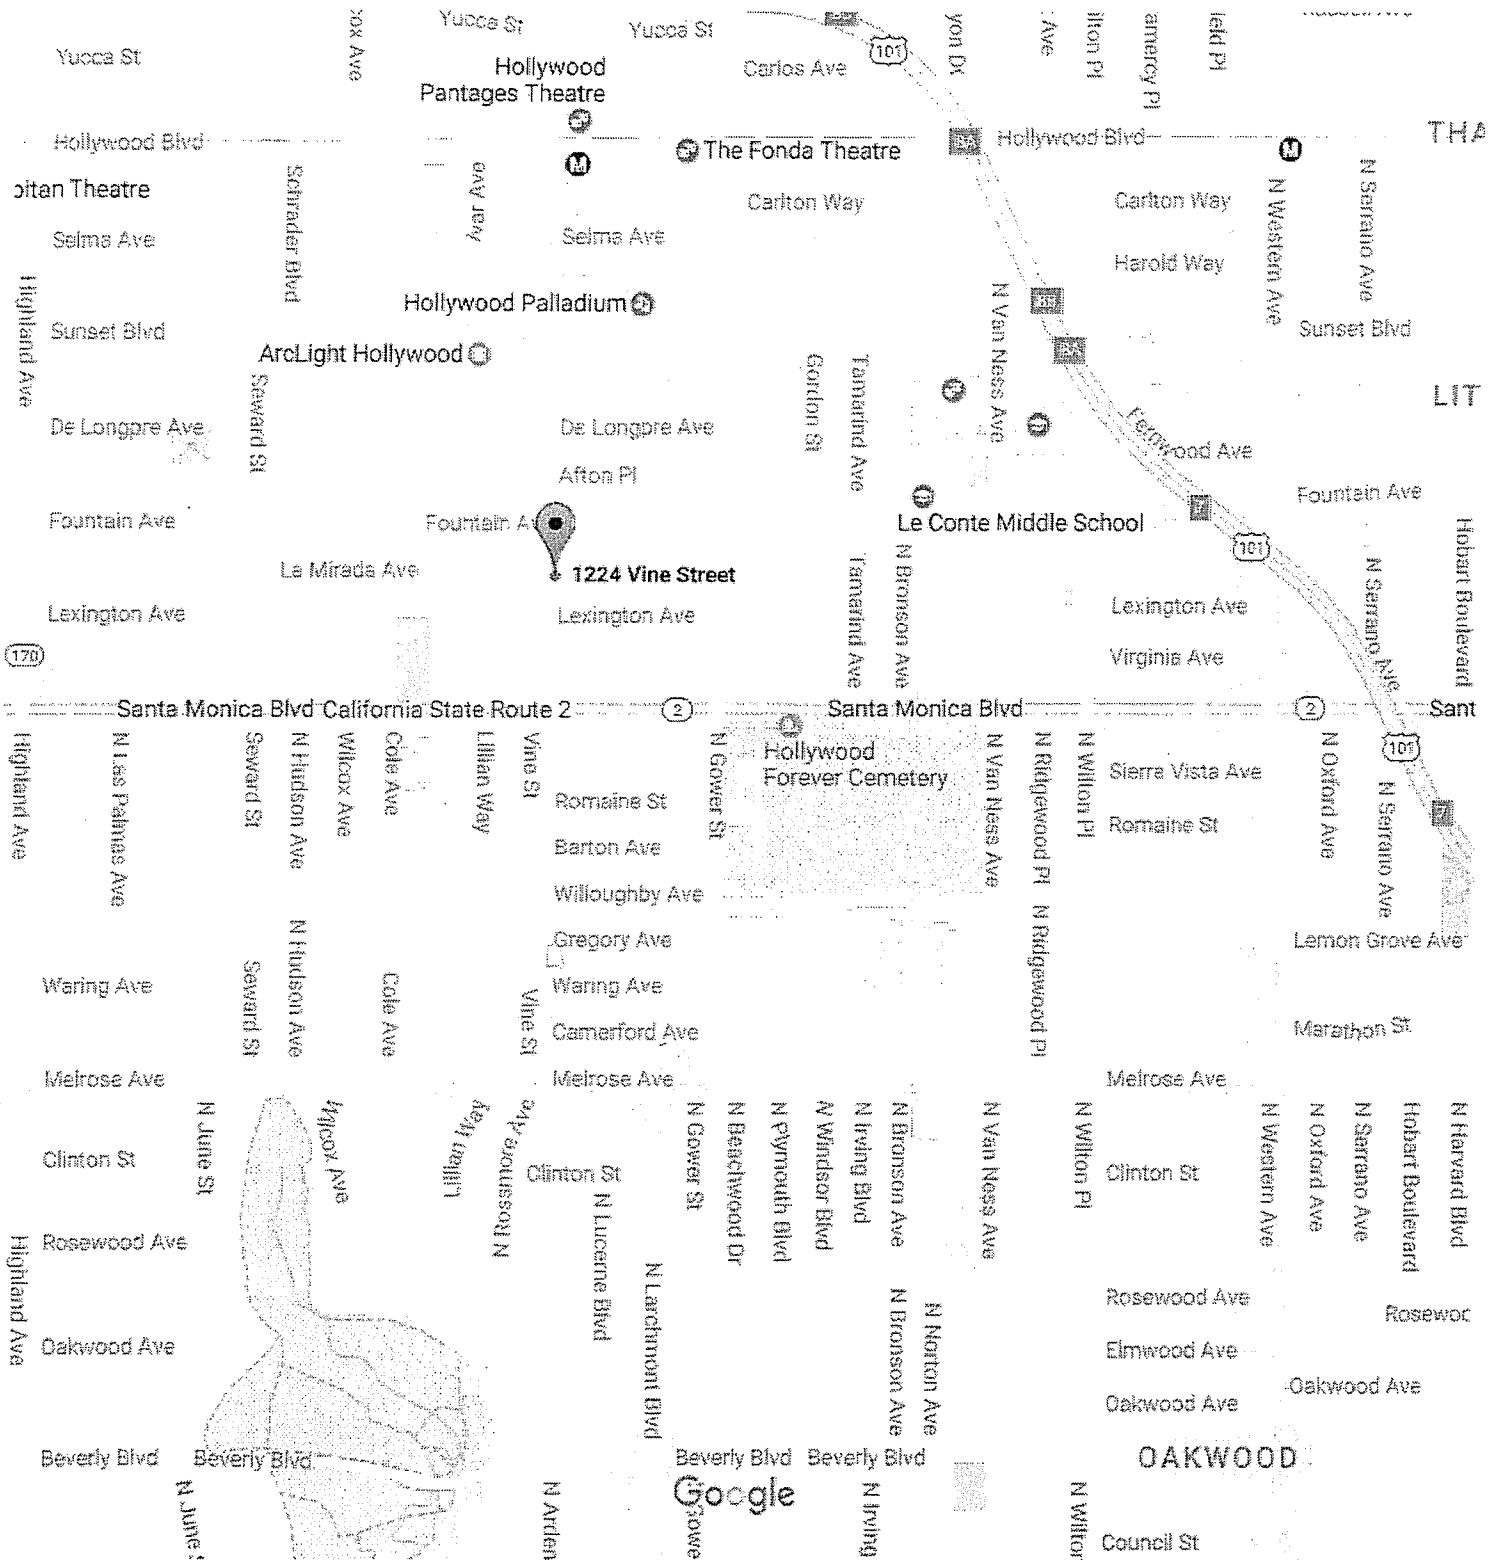 Yucca St
Yucca St
Yucca St
Hollywood
Pantages Theatre
Carlos Ave
101
Hollywood Blvd
M
The Fonda Theatre
Hollywood Blvd
M
Schrader Blvd
Theatre
Carlton Way
Carlton Way
N Western Ave
N Serrano Ave
Selma Ave
Selma Ave
Harold Way
Highland Ave
Hollywood Palladium
N Van Ness Ave
Sunset Blvd
Sunset Blvd
ArcLight Hollywood
Seward St
Gordon St
Tamarind Ave
De Longpre Ave
De Longpre Ave
Fernwood Ave
Afton Pl
Fountain Ave
Fountain
Le Conte Middle School
7
Fountain Ave
101
Hobart Boulevard
La Mirada Ave
1224 Vine Street
Tamarind Ave
N Bronson Ave
N Serrano Ave
Lexington Ave
Lexington Ave
Lexington Ave
170
Virginia Ave
Santa Monica Blvd California State Route 2
2
Santa Monica Blvd
2
Highland Ave
N Las Palmas Ave
Seward St
N Hudson Ave
Wilcox Ave
Cole Ave
Lillian Way
Vine St
N Gower St
Hollywood
Forever Cemetery
N Van Ness Ave
N Ridgewood Pl
N Wilton Pl
Sierra Vista Ave
N Oxford Ave
101
N Serrano Ave
Romaine St
Romaine St
7
Barton Ave
Willoughby Ave
N Hudson Ave
Gregory Ave
N Ridgewood Pl
Lemon Grove Ave
Waring Ave
Seward St
Cole Ave
Vine St
Waring Ave
Camerford Ave
Marathon St
Melrose Ave
Melrose Ave
Melrose Ave
N June St
Wilcox Ave
Lillian Way
N Rossmore Ave
N Gower St
N Beachwood Dr
N Plymouth Blvd
N Windsor Blvd
N Irving Blvd
N Bronson Ave
N Van Ness Ave
N Wilton Pl
N Western Ave
N Oxford Ave
N Serrano Ave
Hobart Boulevard
N Harvard Blvd
Clinton St
Clinton St
Clinton St
N Lucerne Blvd
Rosewood Ave
Highland Ave
N Larchmont Blvd
N Bronson Ave
N Norton Ave
Rosewood Ave
Oakwood Ave
Elmwood Ave
Oakwood Ave
Oakwood Ave
Beverly Blvd
Beverly Blvd
Beverly Blvd
Beverly Blvd
OAKWOOD
N June
N Arden
Google
N Irving
Council St